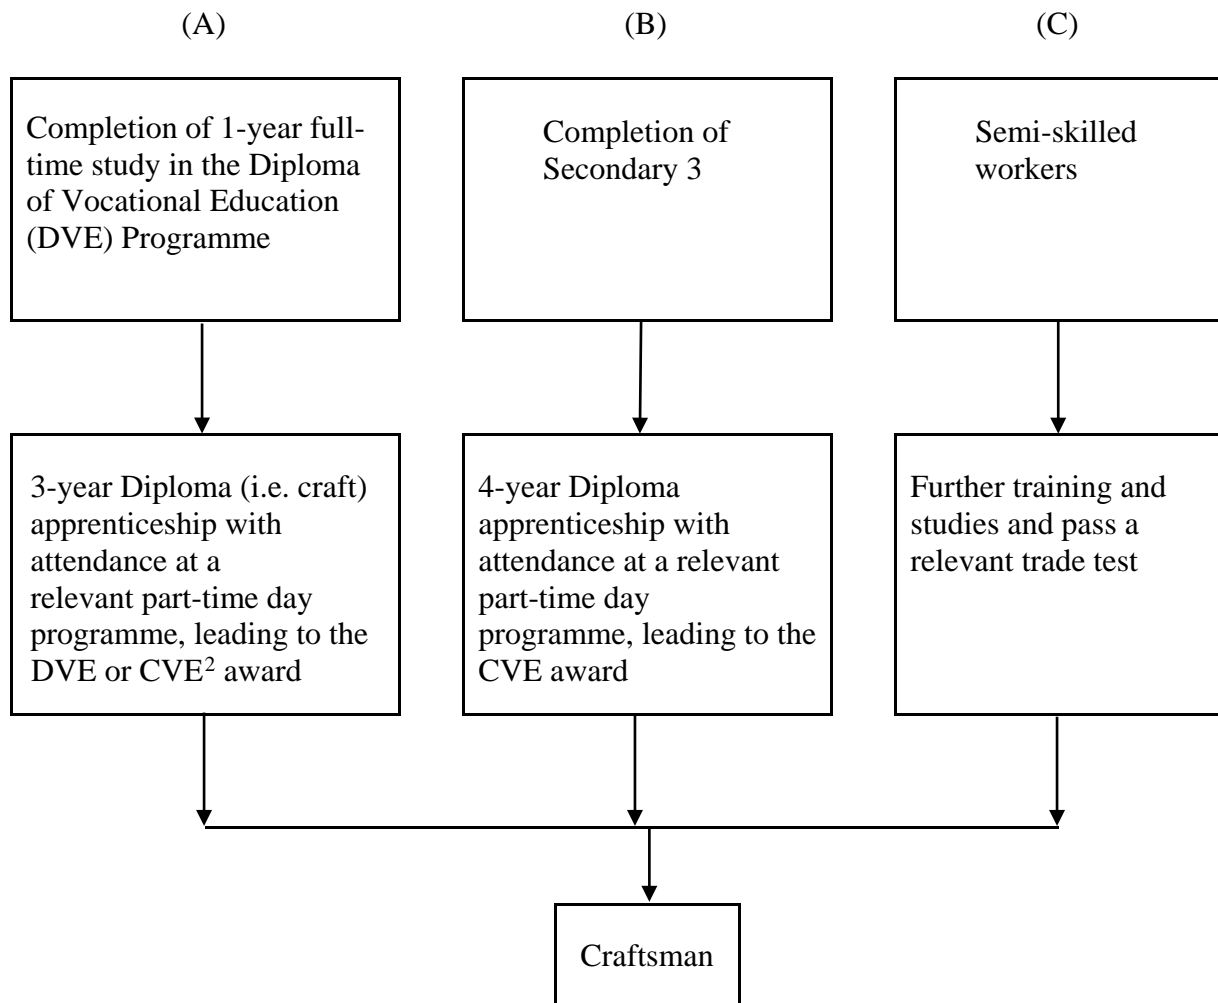 (A)
(B)
(C)
Completion of 1-year full-
time study in the Diploma
of Vocational Education
(DVE) Programme
Completion of
Secondary 3
Semi-skilled
workers
3-year Diploma (i.e. craft)
apprenticeship with
attendance at a
relevant part-time day
programme, leading to the
DVE or CVE² award
4-year Diploma
apprenticeship with
attendance at a relevant
part-time day
programme, leading to the
CVE award
Further training and
studies and pass a
relevant trade test
Craftsman